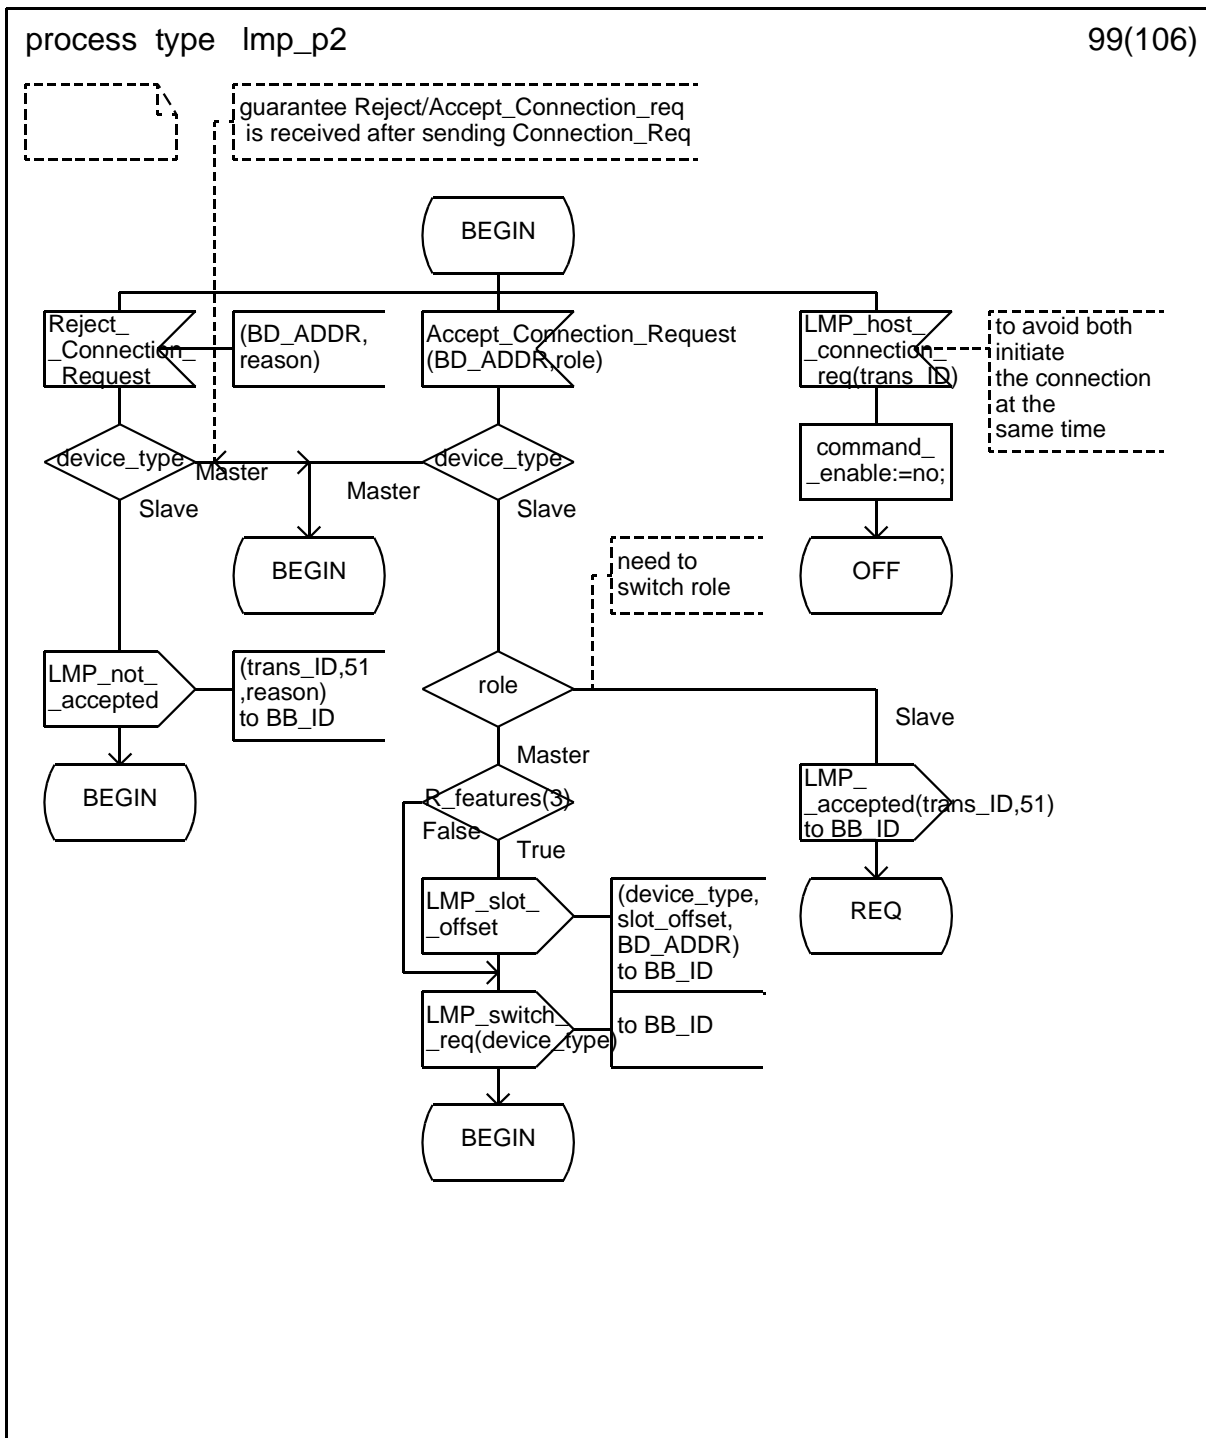 process type lmp_p2
99(106)
guarantee Reject/Accept_Connection_req
is received after sending Connection_Req
BEGIN
Reject_
_Connection_
_Request
(BD_ADDR,
reason)
Accept_Connection_Request
(BD_ADDR,role)
LMP_host_
_connection_
_req(trans_ID)
to avoid both
initiate
the connection
at the
same time
device_type
Master
Slave
Master
device_type
Slave
command_
_enable:=no;
BEGIN
need to
switch role
OFF
LMP_not_
_accepted
(trans_ID,51
,reason)
to BB_ID
role
Slave
Master
BEGIN
R_features(3)
False
True
LMP_
_accepted(trans_ID,51)
to BB_ID
LMP_slot_
_offset
(device_type,
slot_offset,
BD_ADDR)
to BB_ID
REQ
LMP_switch_
_req(device_type)
to BB_ID
BEGIN